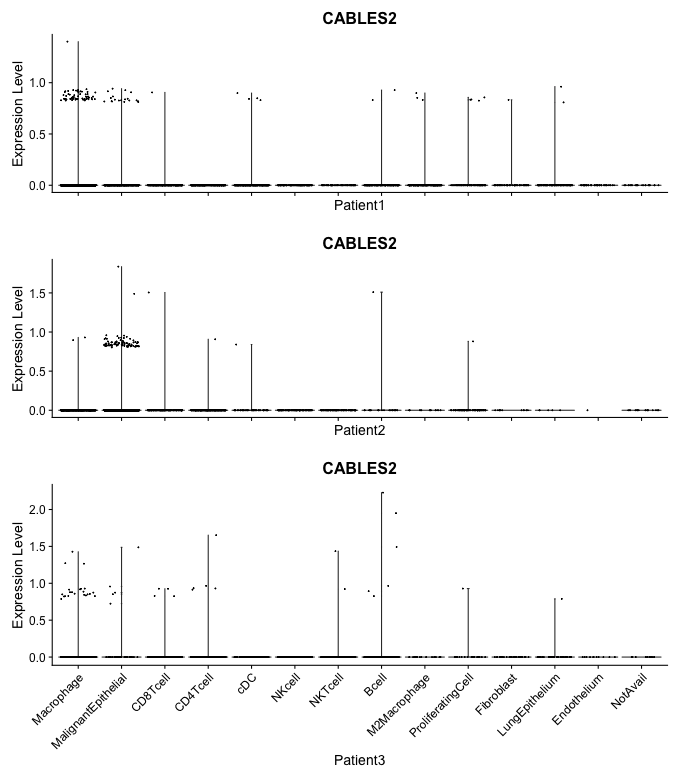 CABLES2
Expression Level
1.0
0.5
0.0
Patient1
CABLES2
Expression Level
1.5
1.0
0.5
0.0
Patient2
CABLES2
Expression Level
2.0
1.5
1.0
0.5
0.0
Macrophage
MalignantEpithelial
CD8Tcell
CD4Tcell
cDC
NKcell
NKTcell
Bcell
M2Macrophage
ProliferatingCell
Fibroblast
LungEpithelium
Endothelium
NotAvail
Patient3